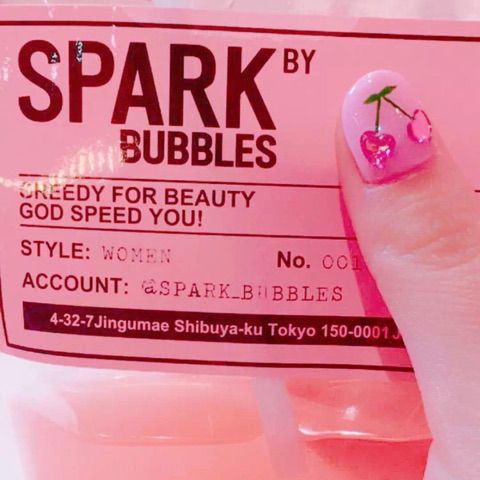 SPARK BY
BUBBLES
GREEDY FOR BEAUTY
GOD SPEED YOU!
STYLE: WOMEN No. 001
ACCOUNT: @SPARK_BUBBLES
4-32-7Jingumae Shibuya-ku Tokyo 150-0001